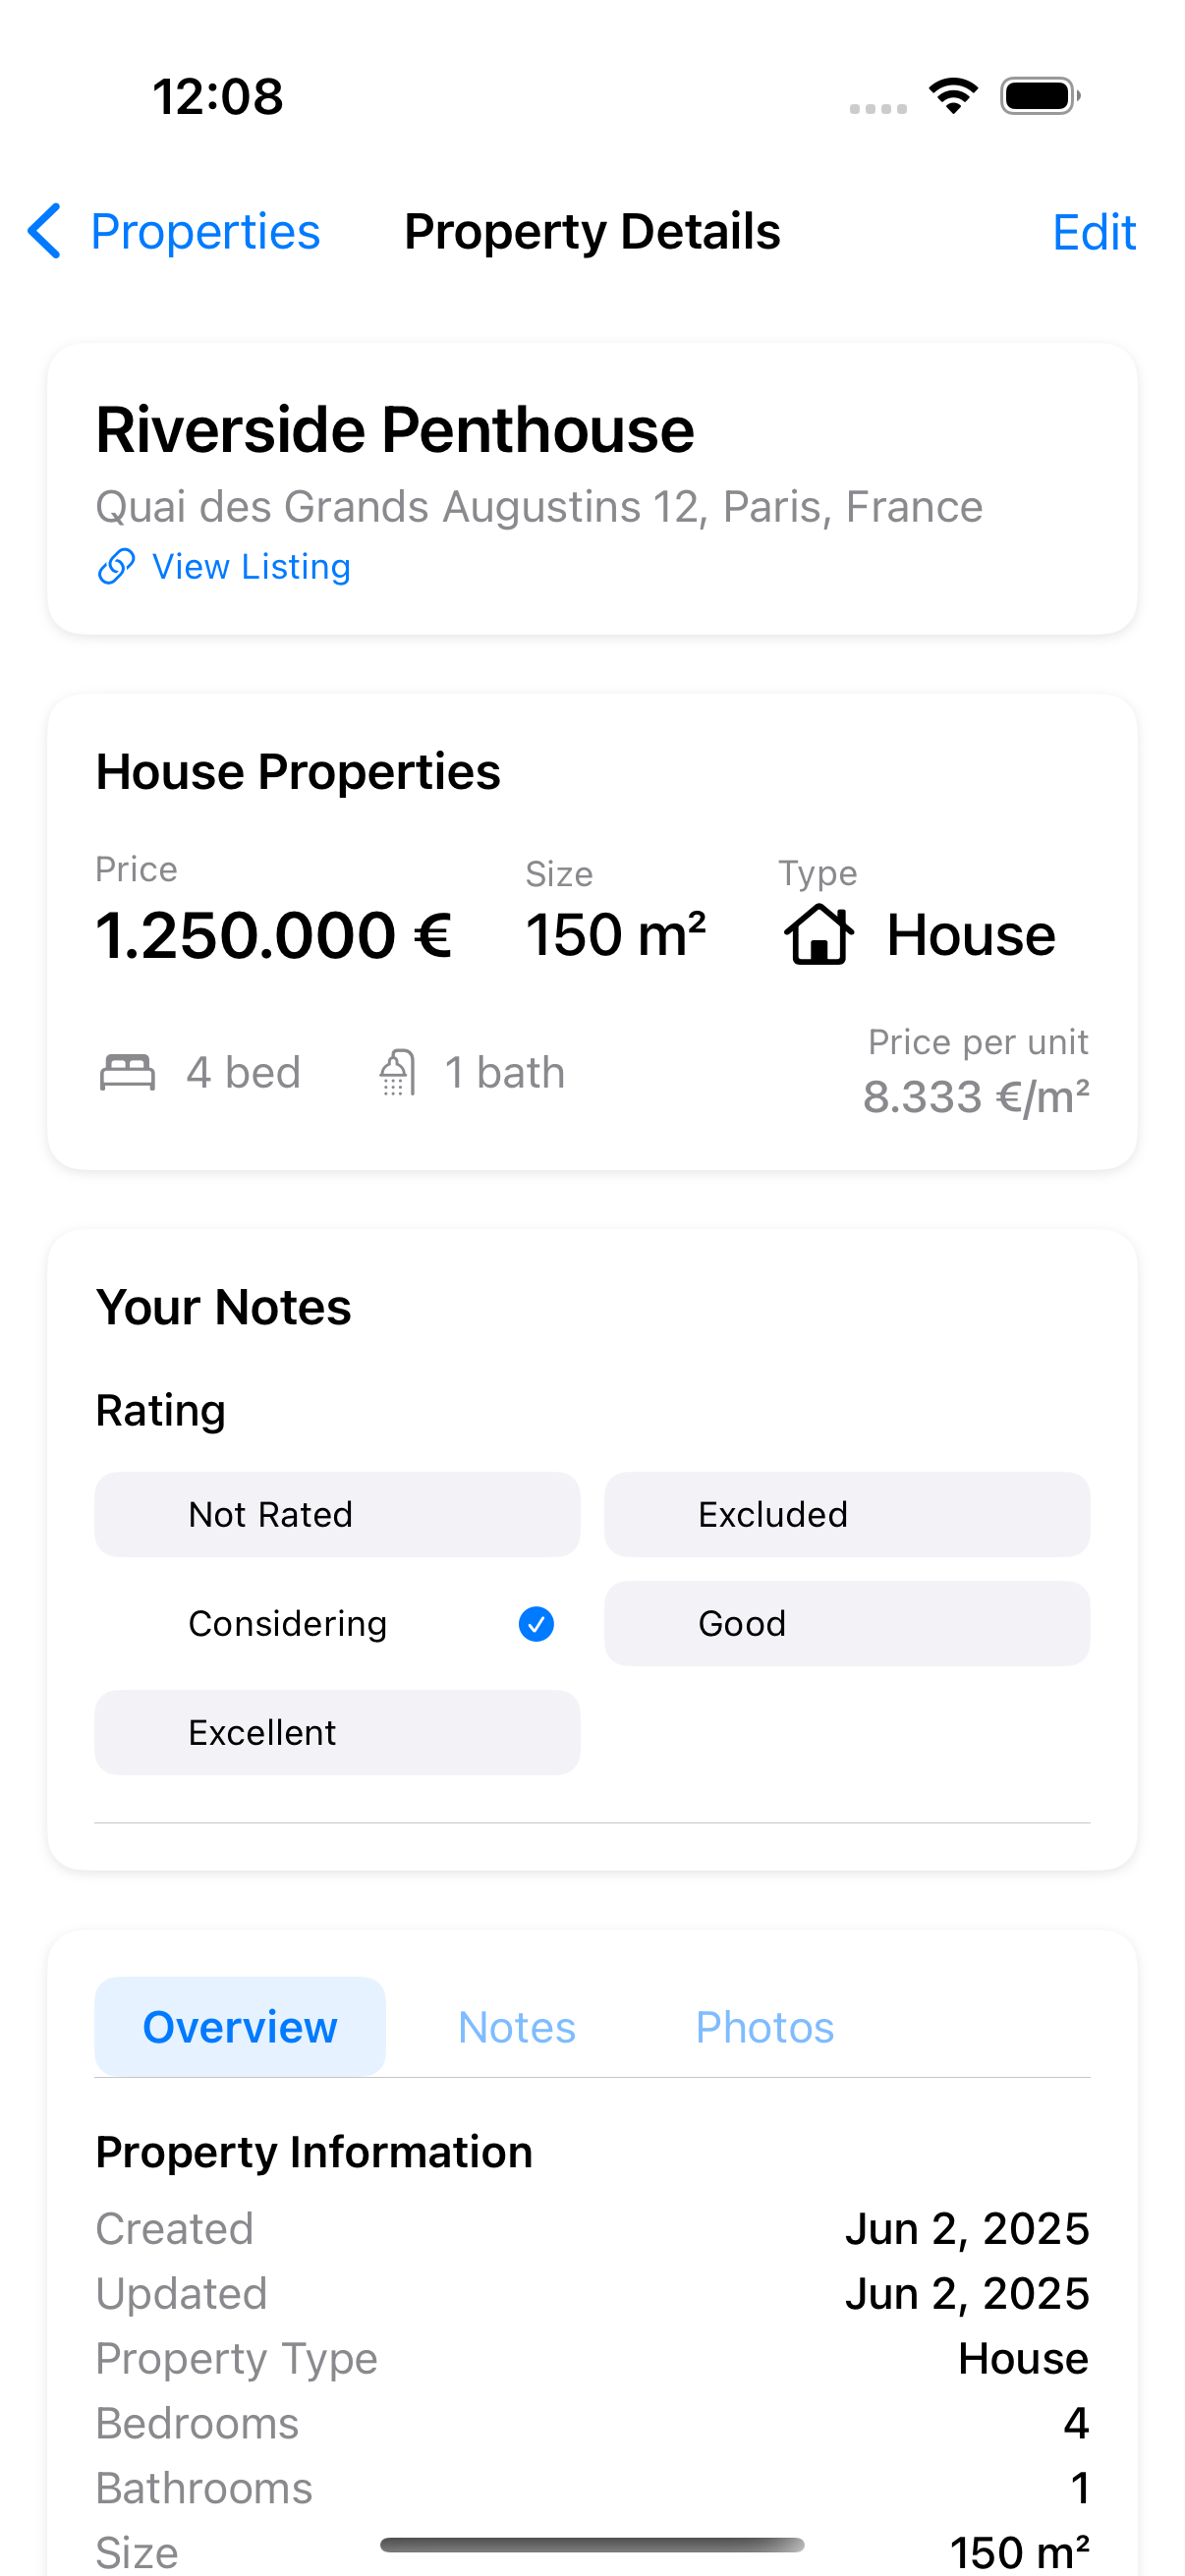 12:08
Properties Property Details Edit
Riverside Penthouse
Quai des Grands Augustins 12, Paris, France
View Listing
House Properties
Price Size Type
1.250.000 € 150 m² House
Price per unit
4 bed 1 bath 8.333 €/m²
Your Notes
Rating
Not Rated Excluded
Considering Good
Excellent
Overview Notes Photos
Property Information
Created Jun 2, 2025
Updated Jun 2, 2025
Property Type House
Bedrooms 4
Bathrooms 1
Size 150 m²